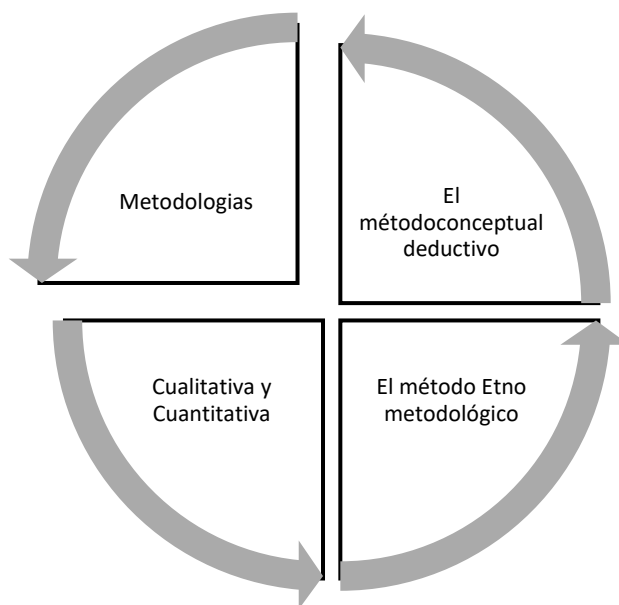 Metodologias
El
métodoconceptual
deductivo
Cualitativa y
Cuantitativa
El método Etno
metodológico